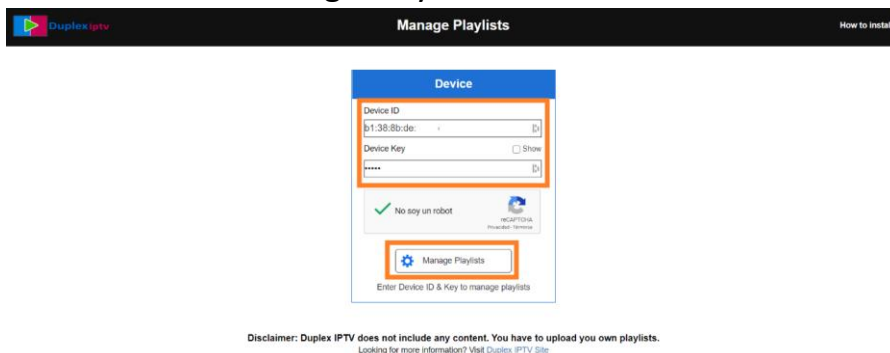 Duplex iptv
Manage Playlists
How to instal
Device
Device ID
b1:38:8b:de:
Device Key
Show
•••••
No soy un robot
reCAPTCHA
Privacidad - Términos
Manage Playlists
Enter Device ID & Key to manage playlists
Disclaimer: Duplex IPTV does not include any content. You have to upload you own playlists.
Looking for more information? Visit Duplex IPTV Site